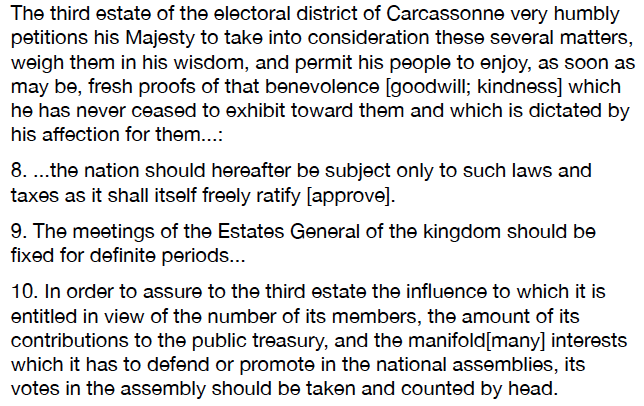 The third estate of the electoral district of Carcassonne very humbly
petitions his Majesty to take into consideration these several matters,
weigh them in his wisdom, and permit his people to enjoy, as soon as
may be, fresh proofs of that benevolence [goodwill; kindness] which
he has never ceased to exhibit toward them and which is dictated by
his affection for them...:
8. ...the nation should hereafter be subject only to such laws and
taxes as it shall itself freely ratify [approve].
9. The meetings of the Estates General of the kingdom should be
fixed for definite periods...
10. In order to assure to the third estate the influence to which it is
entitled in view of the number of its members, the amount of its
contributions to the public treasury, and the manifold[many] interests
which it has to defend or promote in the national assemblies, its
votes in the assembly should be taken and counted by head.